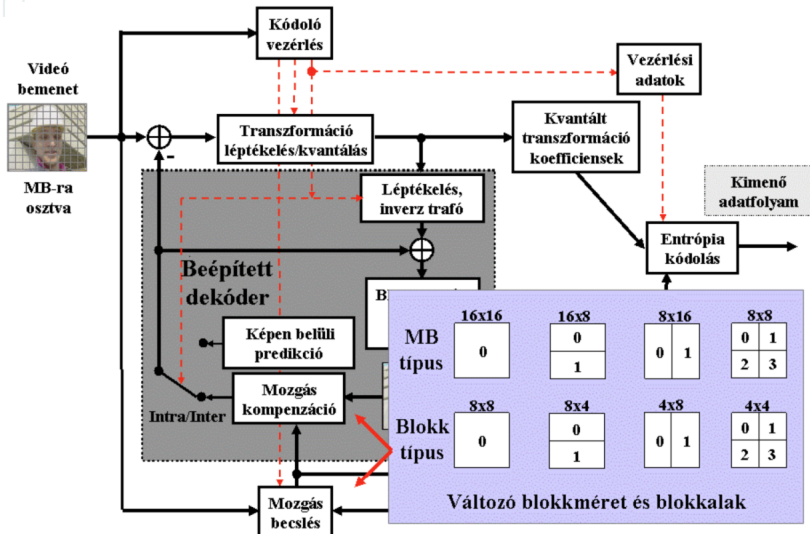 Kódoló
vezérlés
Videó
bemenet
Vezérlési
adatok
Transzformáció
léptékelés/kvantálás
-
Kvantált
transzformáció
koefficiensek
MB-ra
osztva
Léptékelés,
inverz trafó
Kimenő
adatfolyam
Entrópia
kódolás
Beépített
dekóder
Képen belüli
predikció
Intra/Inter
Mozgás
kompenzáció
Mozgás
becslés
16x16 16x8 8x16 8x8
MB
típus
0 0 1 0 1 0 1 2 3
8x8 8x4 4x8 4x4
Blokk
típus
0 0 1 0 1 0 1 2 3
Változó blokkméret és blokkalak